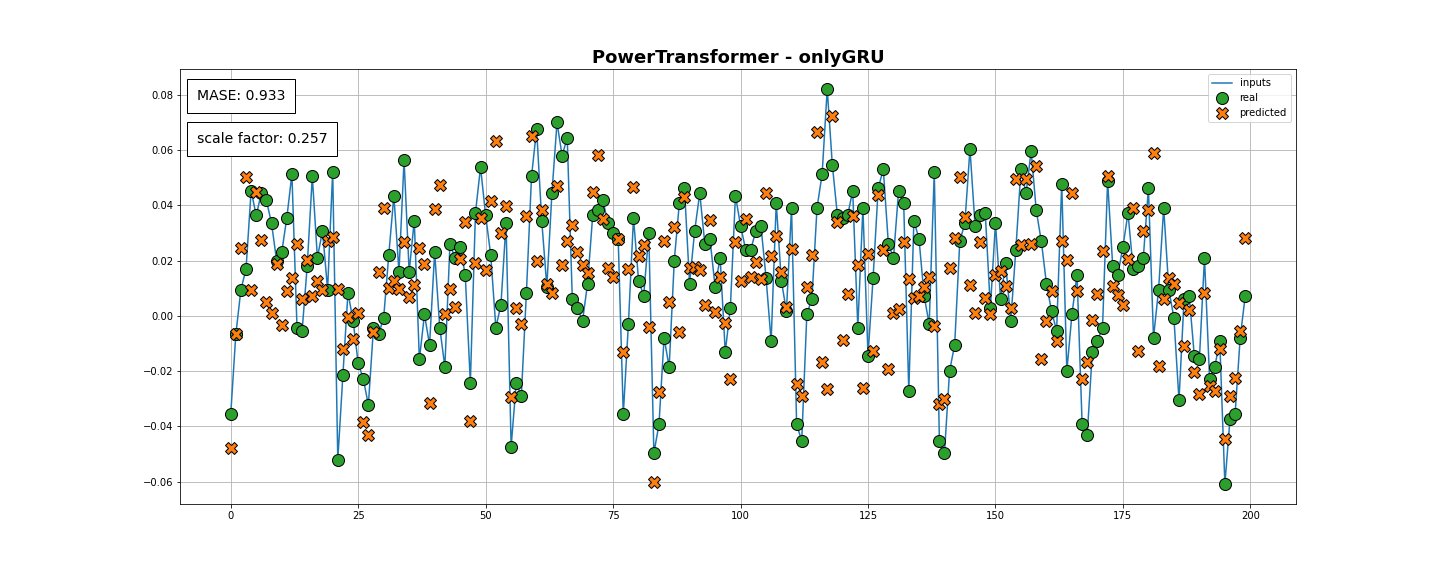 PowerTransformer - onlyGRU
MASE: 0.933
scale factor: 0.257
inputs
real
predicted
0.08
0.06
0.04
0.02
0.00
−0.02
−0.04
−0.06
0 25 50 75 100 125 150 175 200